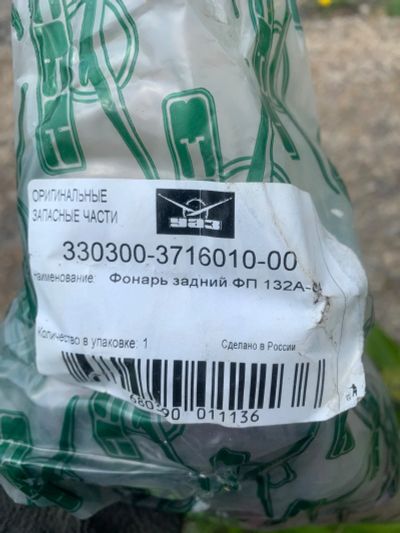 ОРИГИНАЛЬНЫЕ
ЗАПАСНЫЕ ЧАСТИ
УАЗ
330300-3716010-00
наименование: Фонарь задний ФП 132А-
Количество в упаковке: 1
Сделано в России
011136